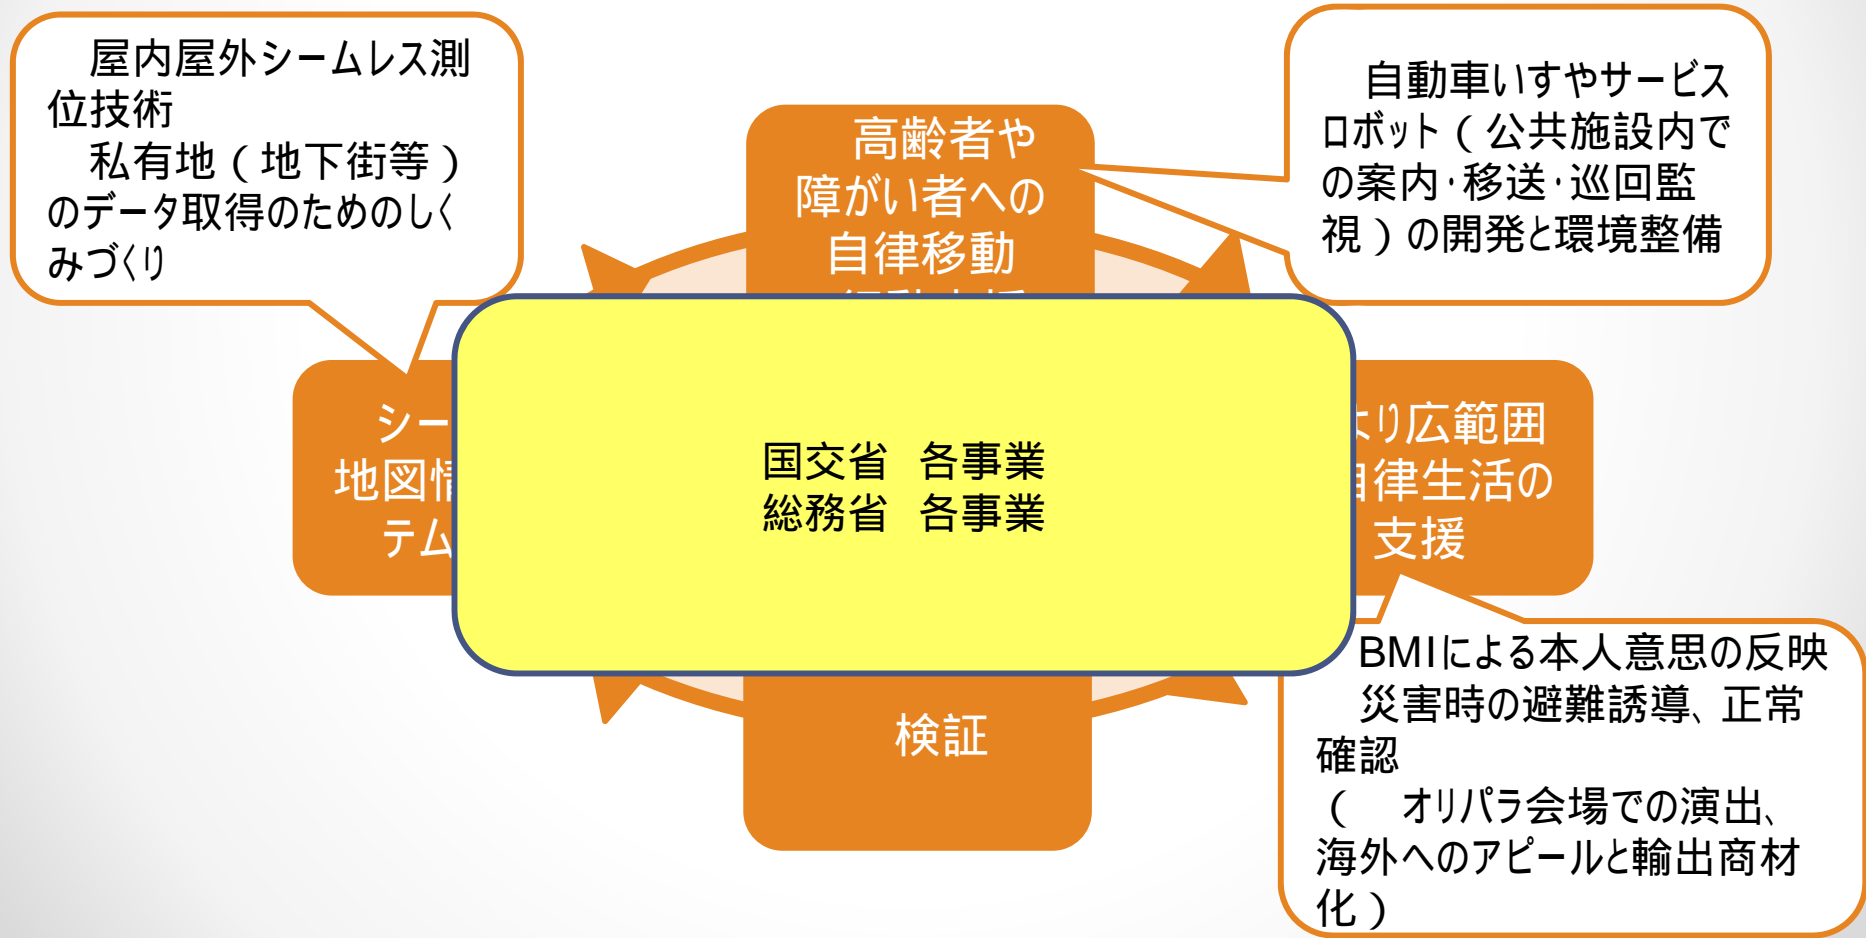 屋内屋外シームレス測
位技術
私有地（地下街等）
のデータ取得のためのしく
みづくり
自動車いすやサービス
ロボット（公共施設内で
の案内・移送・巡回監
視）の開発と環境整備
高齢者や
障がい者への
自律移動
シー
地図情
テム
国交省　各事業
総務省　各事業
より広範囲
自律生活の
支援
検証
BMIによる本人意思の反映
災害時の避難誘導、正常
確認
（　オリパラ会場での演出、
海外へのアピールと輸出商材
化）